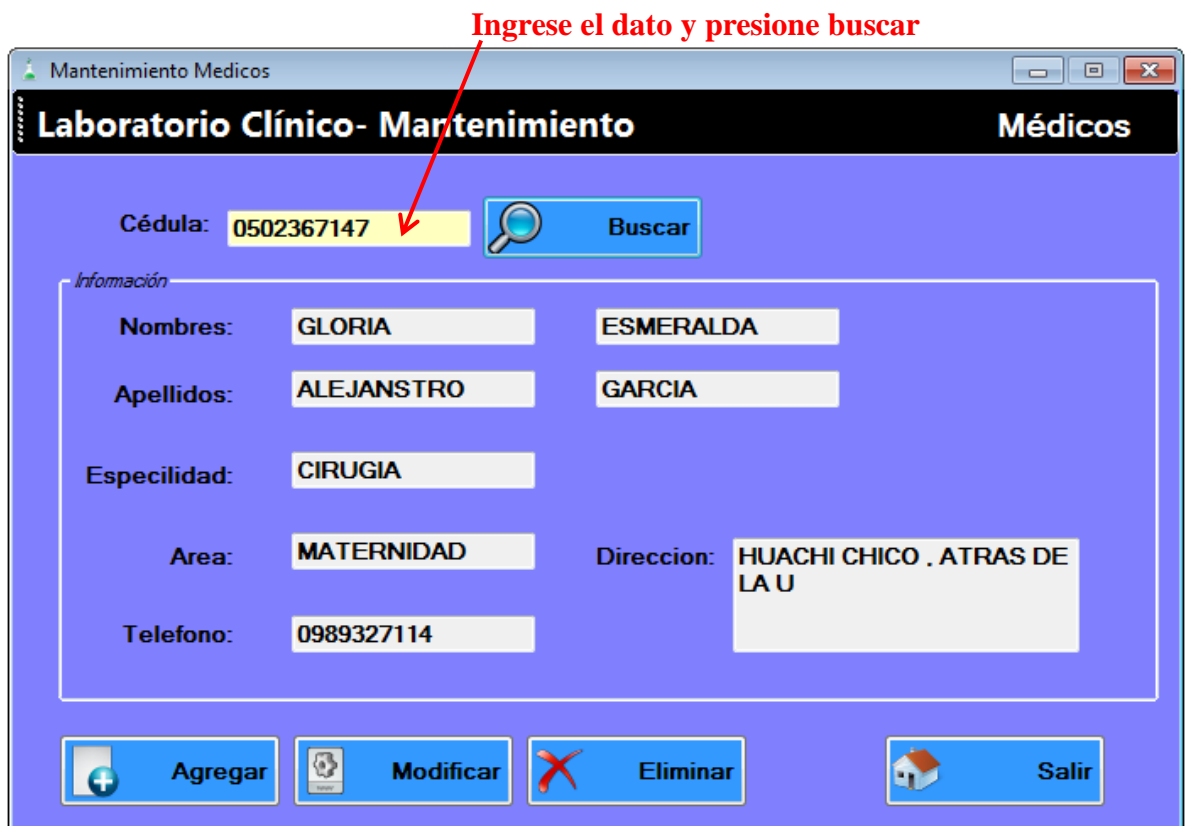 Ingrese el dato y presione buscar
Mantenimiento Medicos
Laboratorio Clínico- Mantenimiento Médicos
Cédula: 0502367147 Buscar
Información
Nombres: GLORIA ESMERALDA
Apellidos: ALEJANSTRO GARCIA
Especilidad: CIRUGIA
Area: MATERNIDAD Direccion: HUACHI CHICO , ATRAS DE
LA U
Telefono: 0989327114
Agregar Modificar Eliminar Salir